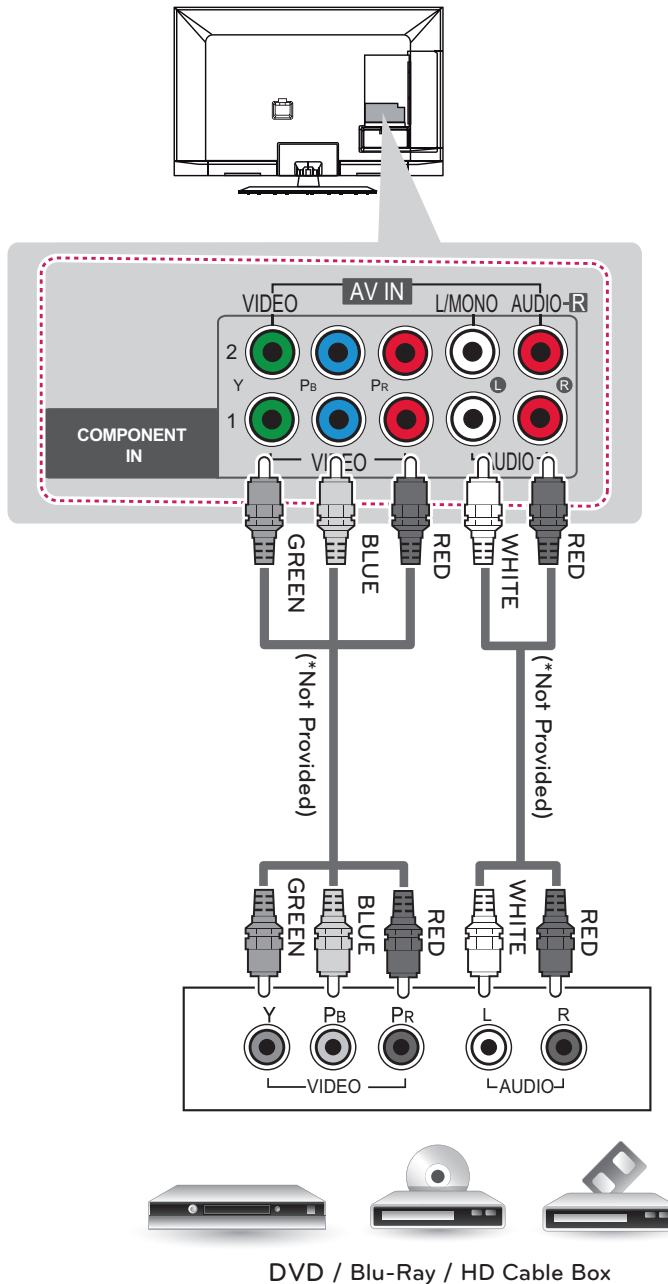 AV IN
VIDEO L/MONO AUDIO R
2
Y PB PR L R
1
COMPONENT
IN
VIDEO AUDIO
GREEN BLUE RED WHITE RED
(*Not Provided) (*Not Provided)
GREEN BLUE RED WHITE RED
Y PB PR L R
VIDEO AUDIO
DVD / Blu-Ray / HD Cable Box